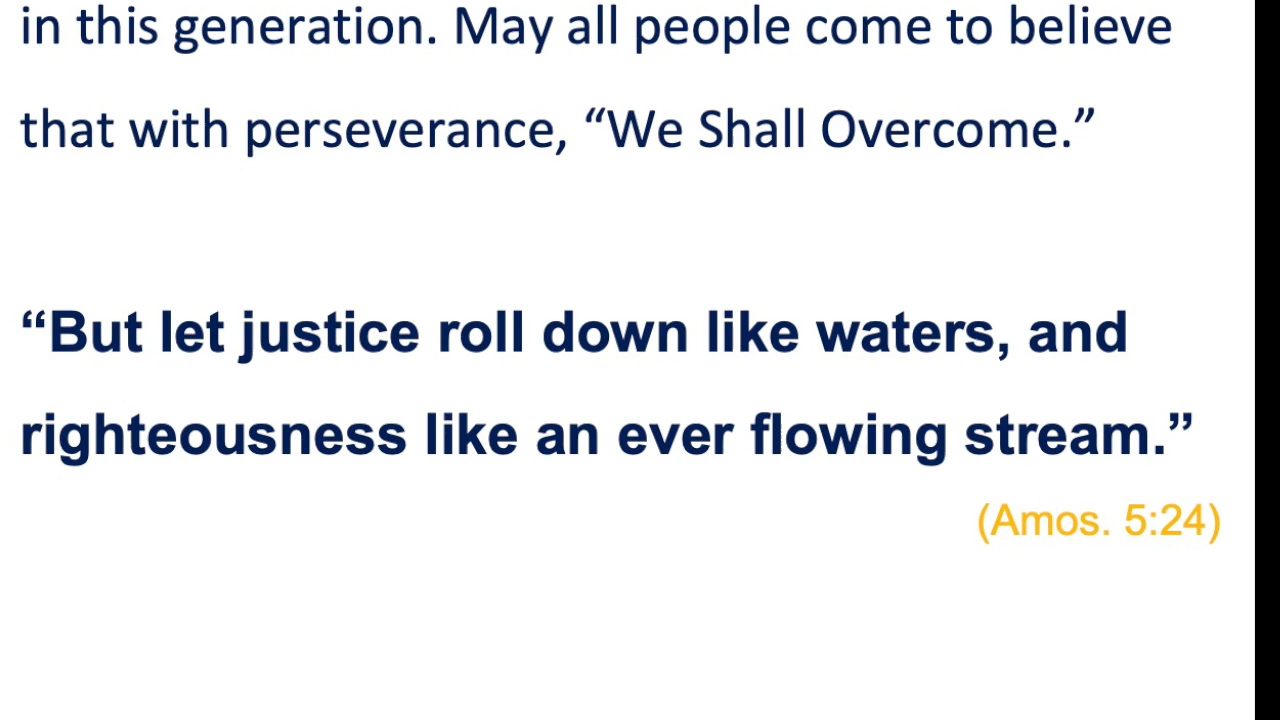 in this generation. May all people come to believe
that with perseverance, “We Shall Overcome.”
“But let justice roll down like waters, and
righteousness like an ever flowing stream.”
(Amos. 5:24)